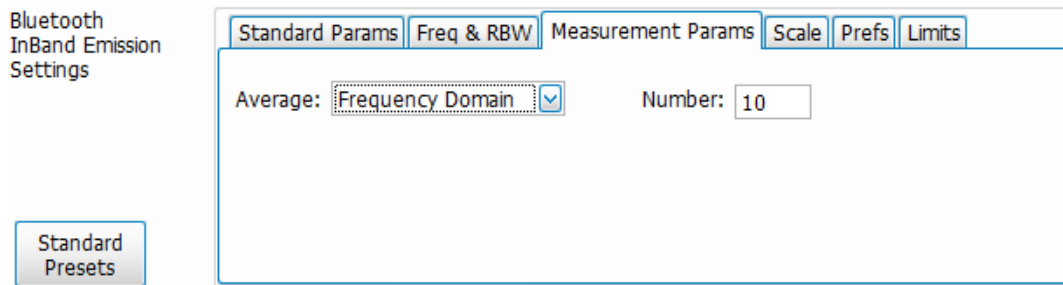 Bluetooth
InBand Emission
Settings
Standard Params Freq & RBW Measurement Params Scale Prefs Limits
Average: Frequency Domain Number: 10
Standard
Presets